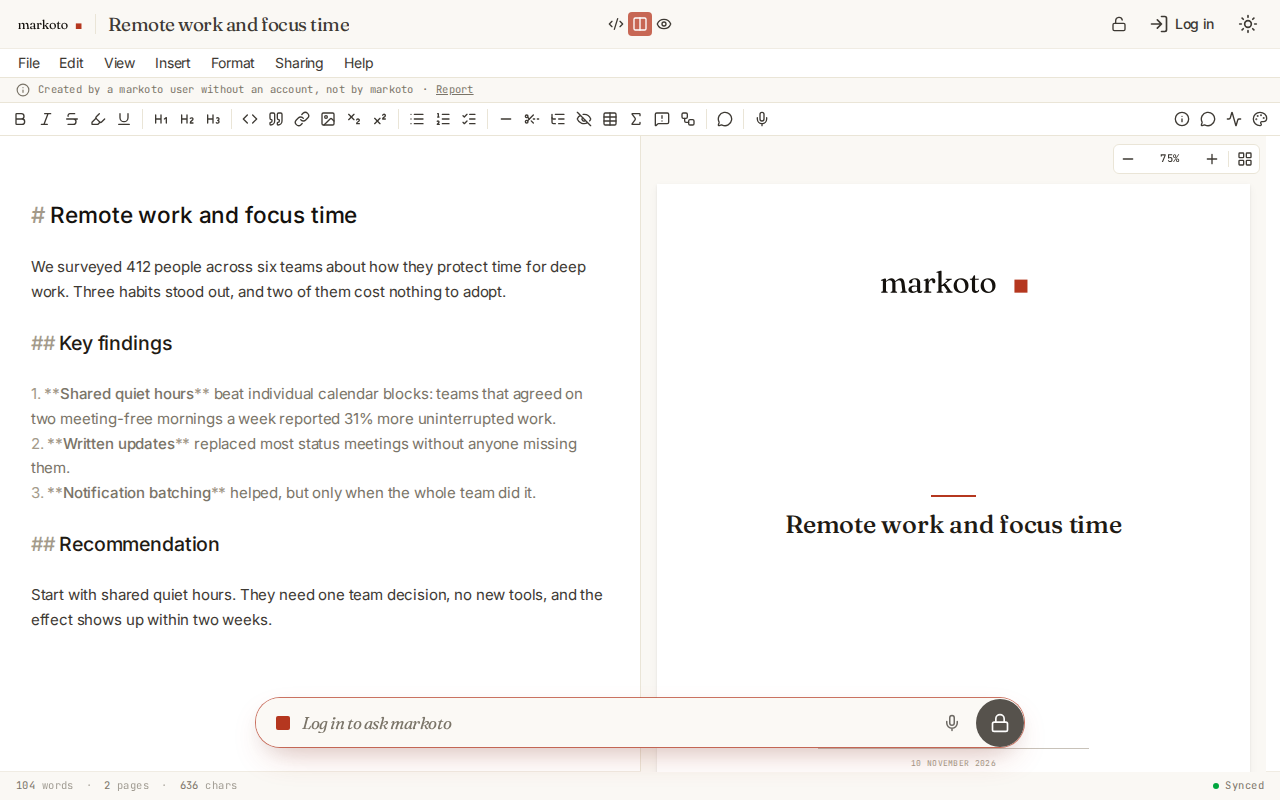 markoto
Remote work and focus time
Log in
File Edit View Insert Format Sharing Help
Created by a markoto user without an account, not by markoto · Report
H1 H2 H3
75%
# Remote work and focus time
We surveyed 412 people across six teams about how they protect time for deep
work. Three habits stood out, and two of them cost nothing to adopt.
## Key findings
1. **Shared quiet hours** beat individual calendar blocks: teams that agreed on
two meeting-free mornings a week reported 31% more uninterrupted work.
2. **Written updates** replaced most status meetings without anyone missing
them.
3. **Notification batching** helped, but only when the whole team did it.
## Recommendation
Start with shared quiet hours. They need one team decision, no new tools, and the
effect shows up within two weeks.
markoto
Remote work and focus time
10 NOVEMBER 2026
Log in to ask markoto
104 words · 2 pages · 636 chars
Synced